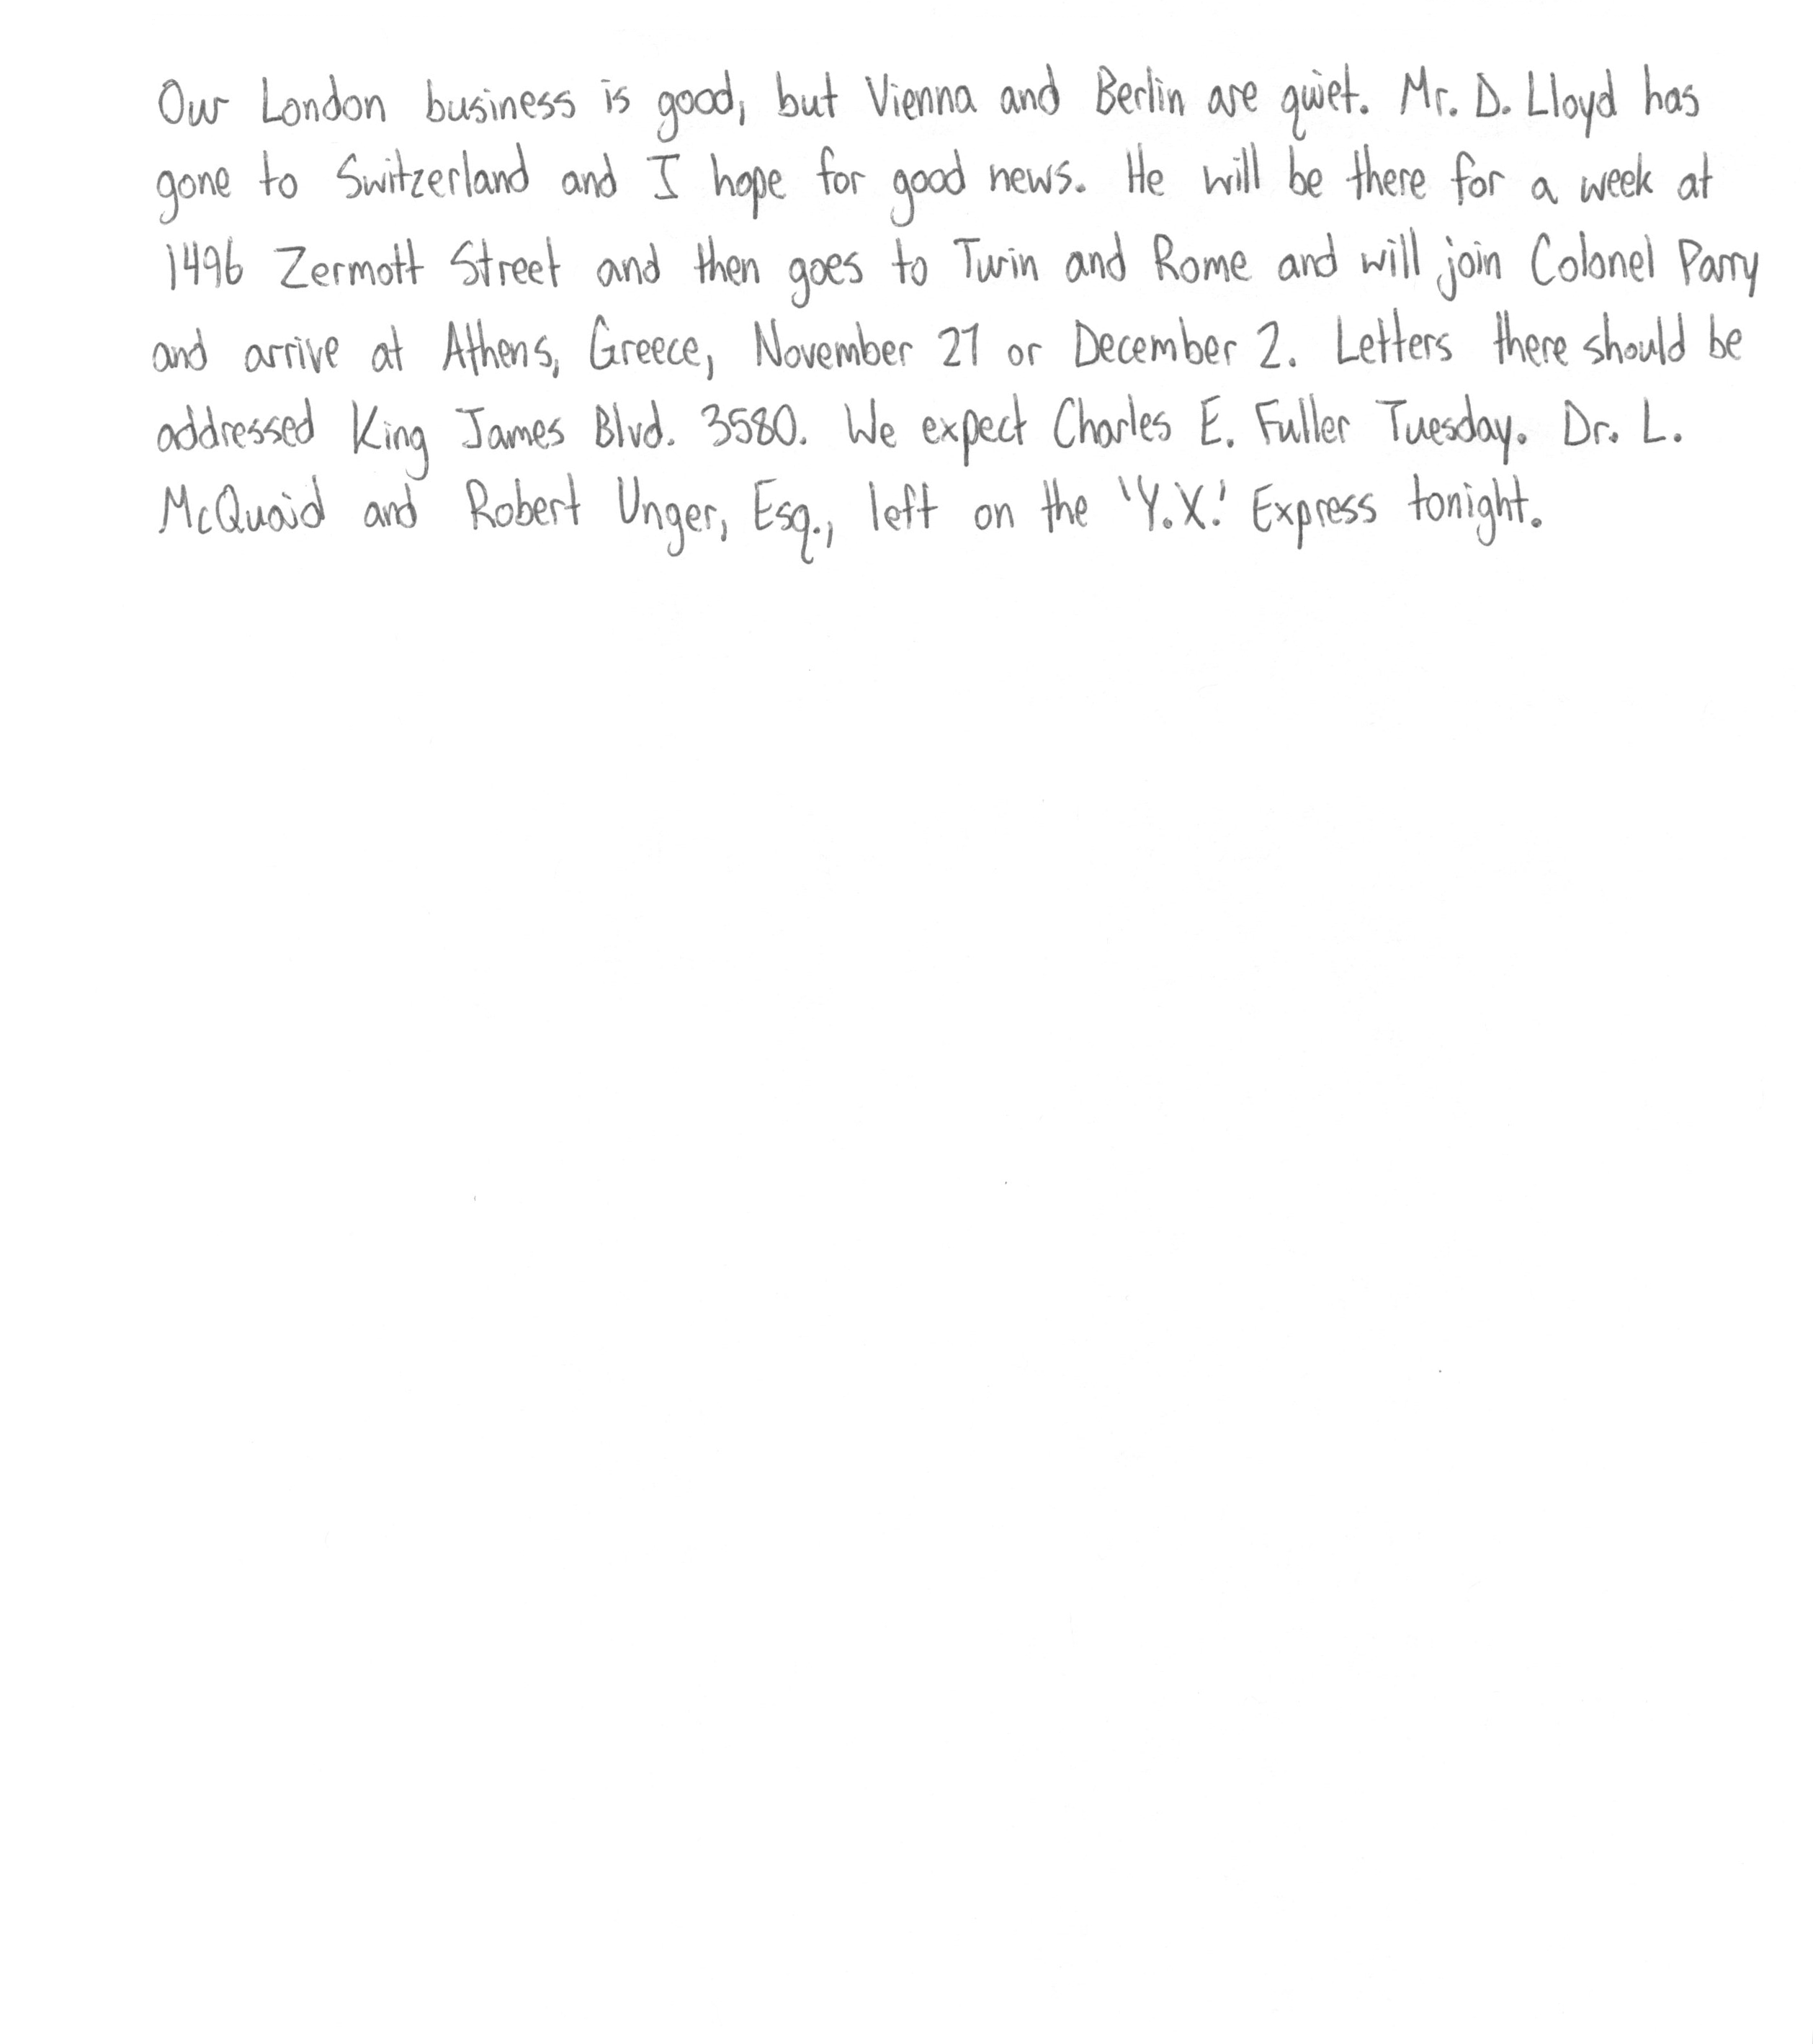 Our London business is good, but Vienna and Berlin are quiet. Mr. D. Lloyd has
gone to Switzerland and I hope for good news. He will be there for a week at
1496 Zermott Street and then goes to Turin and Rome and will join Colonel Parry
and arrive at Athens, Greece, November 27 or December 2. Letters there should be
addressed King James Blvd. 3580. We expect Charles E. Fuller Tuesday. Dr. L.
McQuaid and Robert Unger, Esq., left on the 'Y.X.' Express tonight.